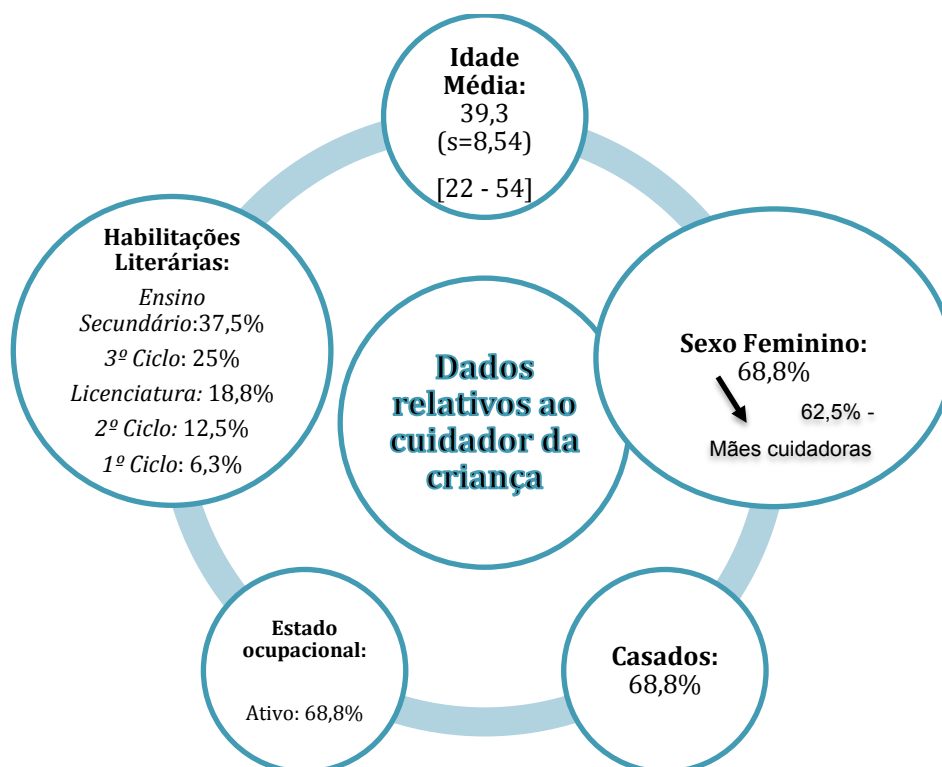 Idade
Média:
39,3
(s=8,54)
[22 - 54]
Habilitações
Literárias:
Ensino
Secundário:37,5%
3º Ciclo: 25%
Licenciatura: 18,8%
2º Ciclo: 12,5%
1º Ciclo: 6,3%
Dados
relativos ao
cuidador da
criança
Sexo Feminino:
68,8%
62,5% -
Mães cuidadoras
Estado
ocupacional:
Ativo: 68,8%
Casados:
68,8%